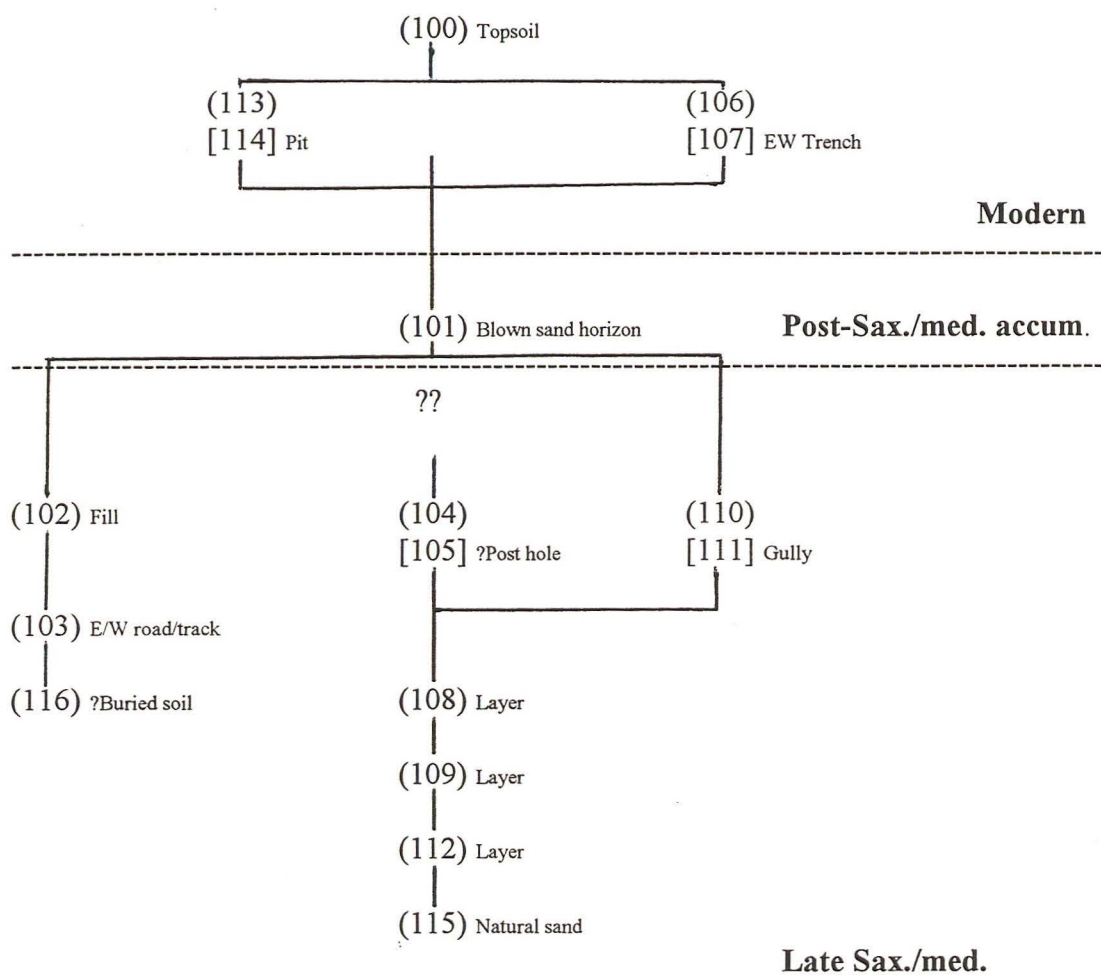 (100) Topsoil
(113) (106)
[114] Pit [107] EW Trench
Modern
(101) Blown sand horizon Post-Sax./med. accum.
??
(102) Fill (104) (110)
[105] ?Post hole [111] Gully
(103) E/W road/track
(116) ?Buried soil (108) Layer
(109) Layer
(112) Layer
(115) Natural sand
Late Sax./med.